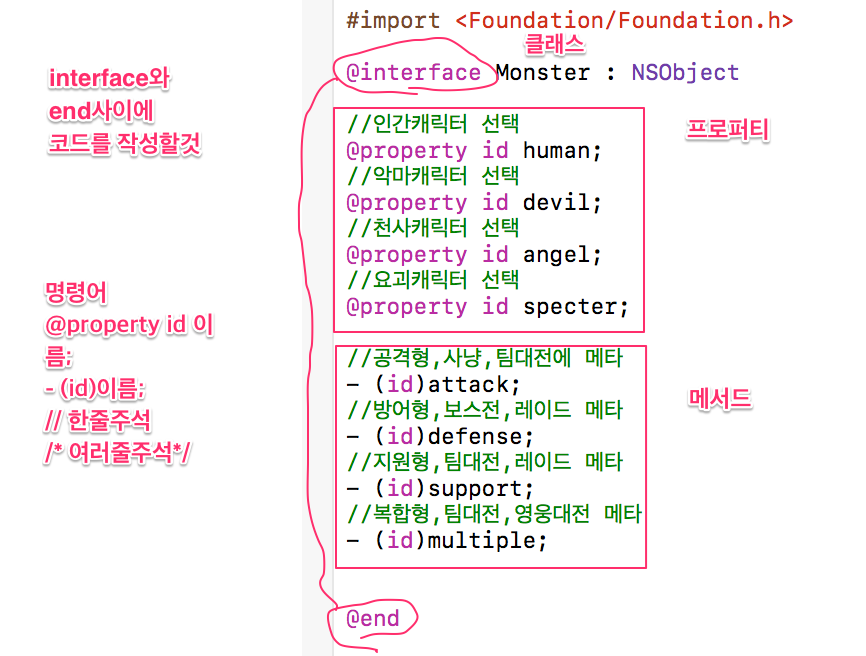 #import <Foundation/Foundation.h>
클래스
@interface Monster : NSObject
interface와
end사이에
코드를 작성할것
//인간캐릭터 선택
@property id human;
//악마캐릭터 선택
@property id devil;
//천사캐릭터 선택
@property id angel;
//요괴캐릭터 선택
@property id specter;
프로퍼티
명령어
@property id 이
름;
- (id)이름;
// 한줄주석
/* 여러줄주석*/
//공격형,사냥,팀대전에 메타
- (id)attack;
//방어형,보스전,레이드 메타
- (id)defense;
//지원형,팀대전,레이드 메타
- (id)support;
//복합형,팀대전,영웅대전 메타
- (id)multiple;
메서드
@end